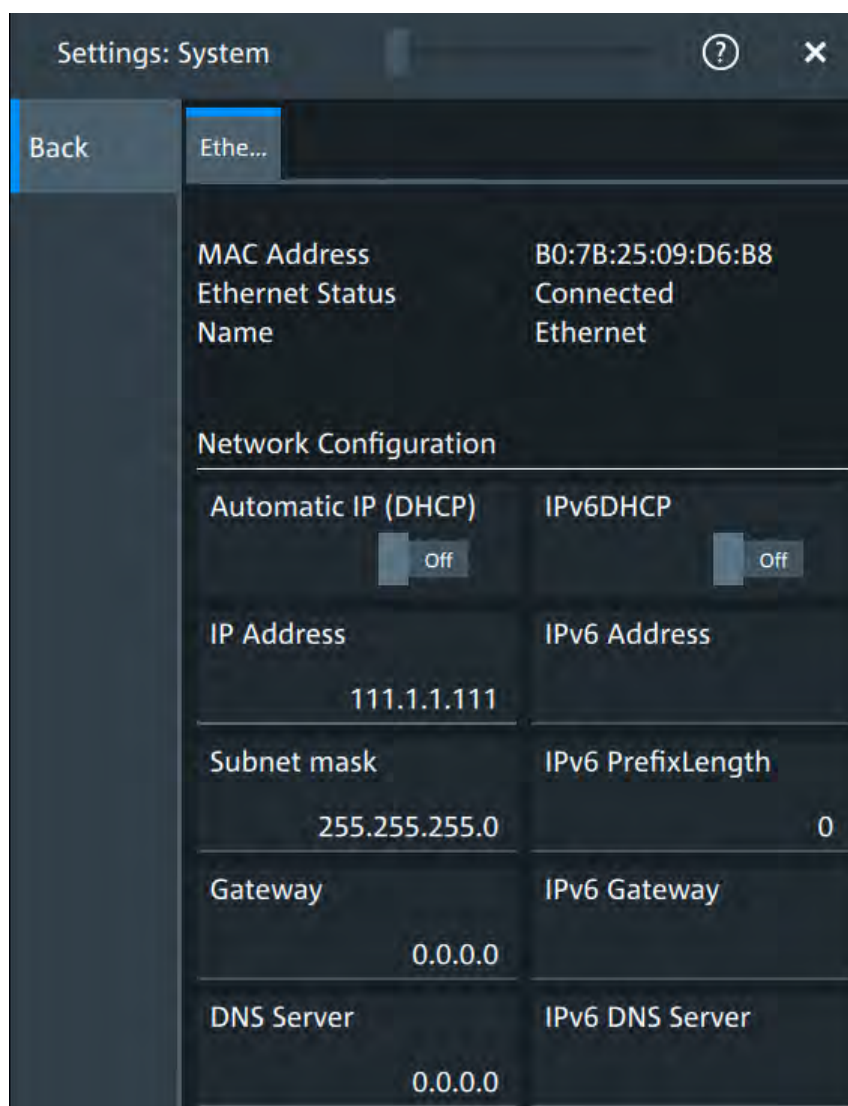 Settings: System
Back
Ethe...
MAC Address B0:7B:25:09:D6:B8
Ethernet Status Connected
Name Ethernet
Network Configuration
Automatic IP (DHCP) IPv6DHCP
Off Off
IP Address IPv6 Address
111.1.1.111
Subnet mask IPv6 PrefixLength
255.255.255.0 0
Gateway IPv6 Gateway
0.0.0.0
DNS Server IPv6 DNS Server
0.0.0.0